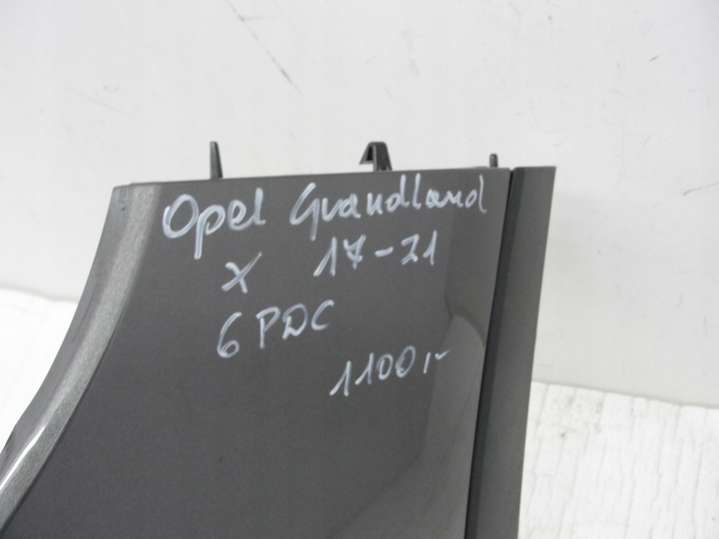 Opel Grandland
X 17-21
6 PDC
1100,-